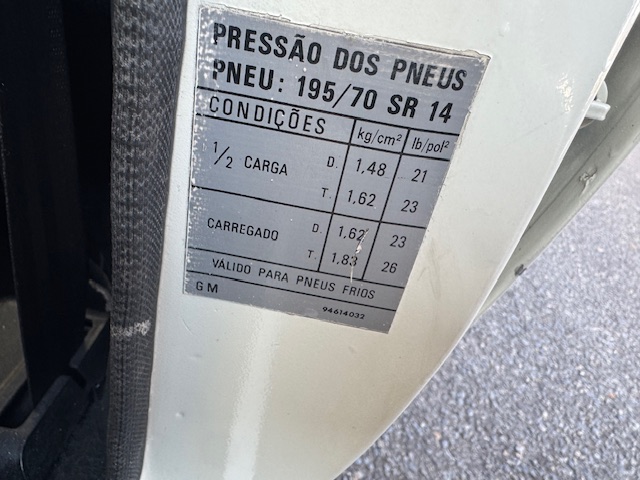 PRESSÃO DOS PNEUS
PNEU: 195/70 SR 14
CONDIÇÕES kg/cm² lb/pol²
1/2 CARGA D. 1,48 21
T. 1,62 23
CARREGADO D. 1,62 23
T. 1,83 26
VÁLIDO PARA PNEUS FRIOS
GM 94614032